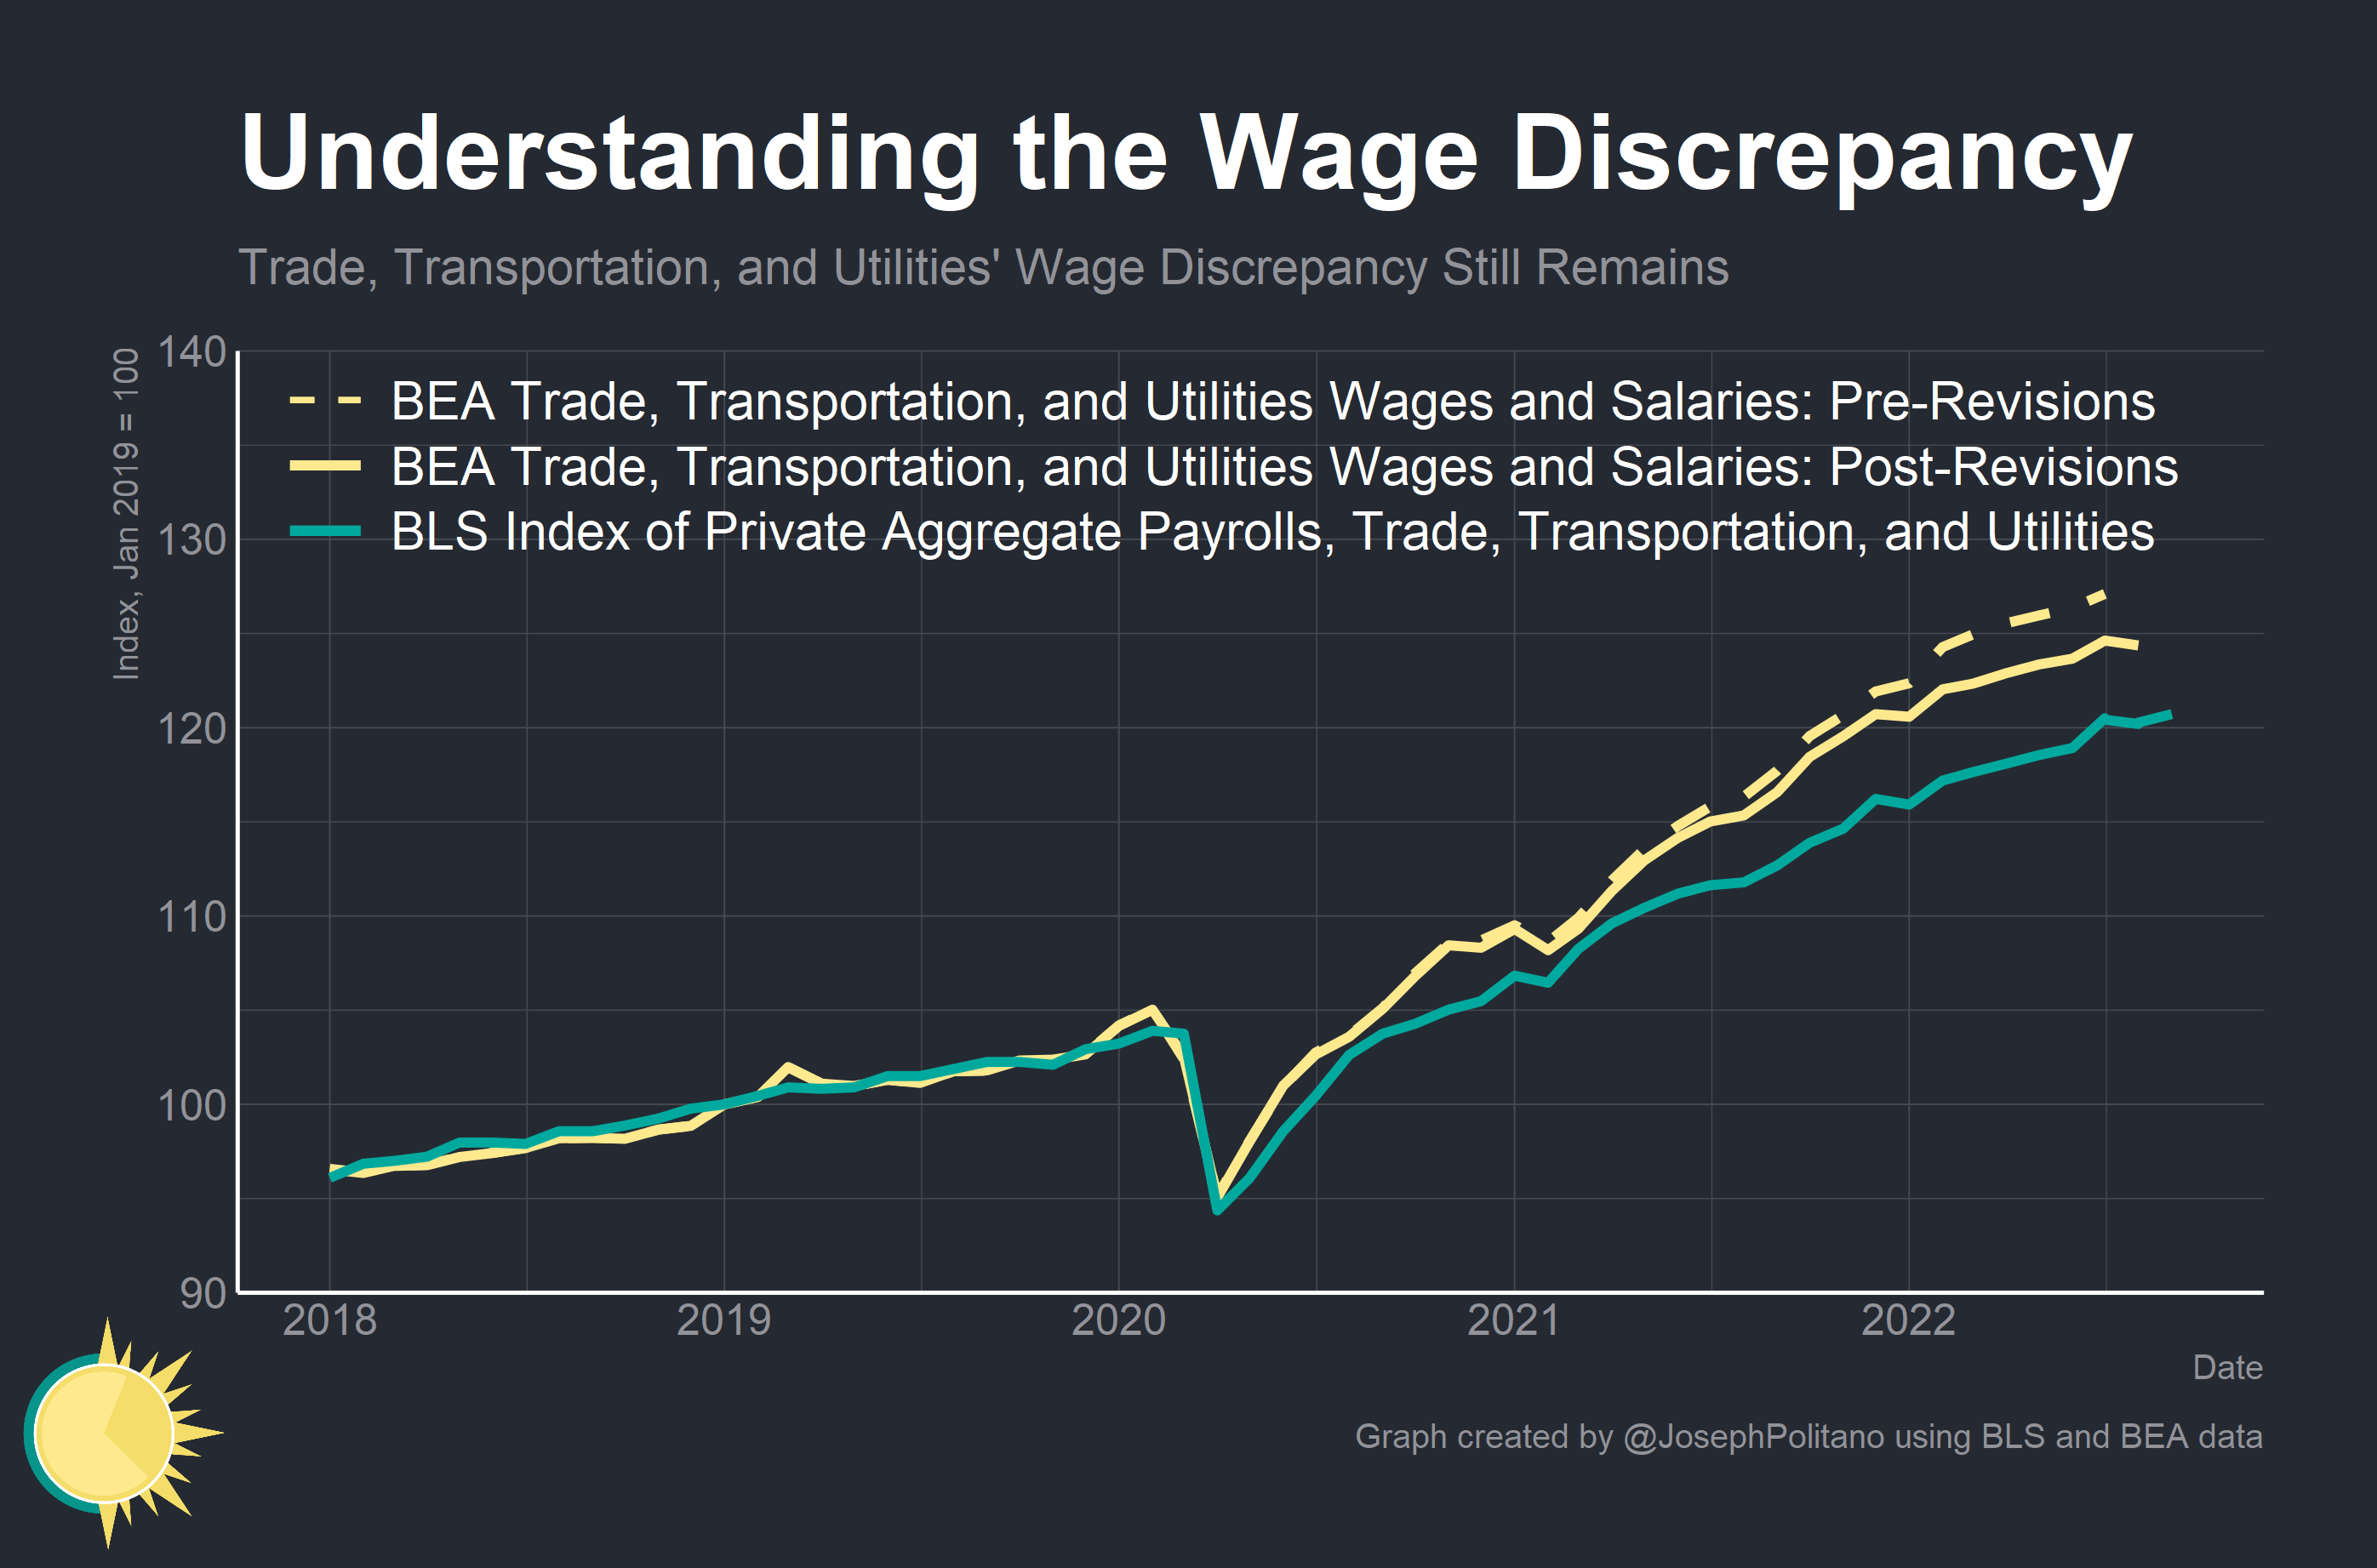 Understanding the Wage Discrepancy
Trade, Transportation, and Utilities' Wage Discrepancy Still Remains
Index, Jan 2019 = 100
140
130
120
110
100
90
BEA Trade, Transportation, and Utilities Wages and Salaries: Pre-Revisions
BEA Trade, Transportation, and Utilities Wages and Salaries: Post-Revisions
BLS Index of Private Aggregate Payrolls, Trade, Transportation, and Utilities
2018 2019 2020 2021 2022
Date
Graph created by @JosephPolitano using BLS and BEA data